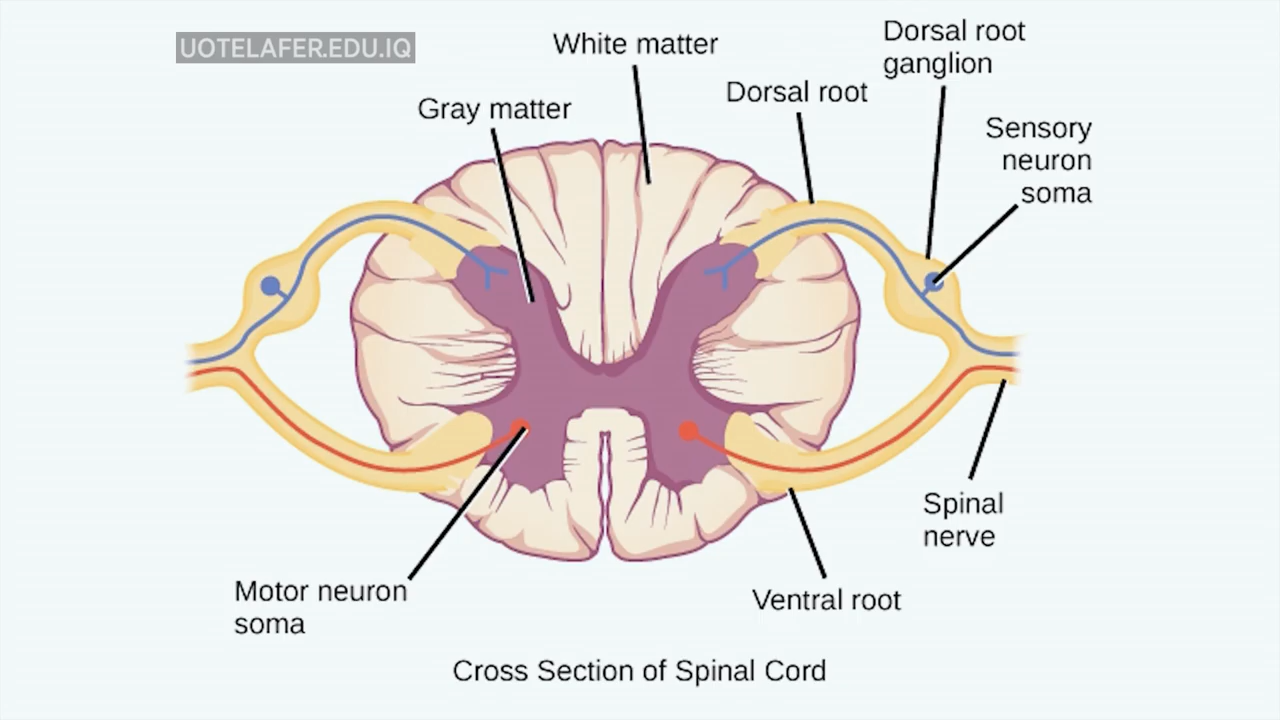 UOTELAFER.EDU.IQ
White matter
Dorsal root
ganglion
Dorsal root
Gray matter
Sensory
neuron
soma
Spinal
nerve
Motor neuron
soma
Ventral root
Cross Section of Spinal Cord